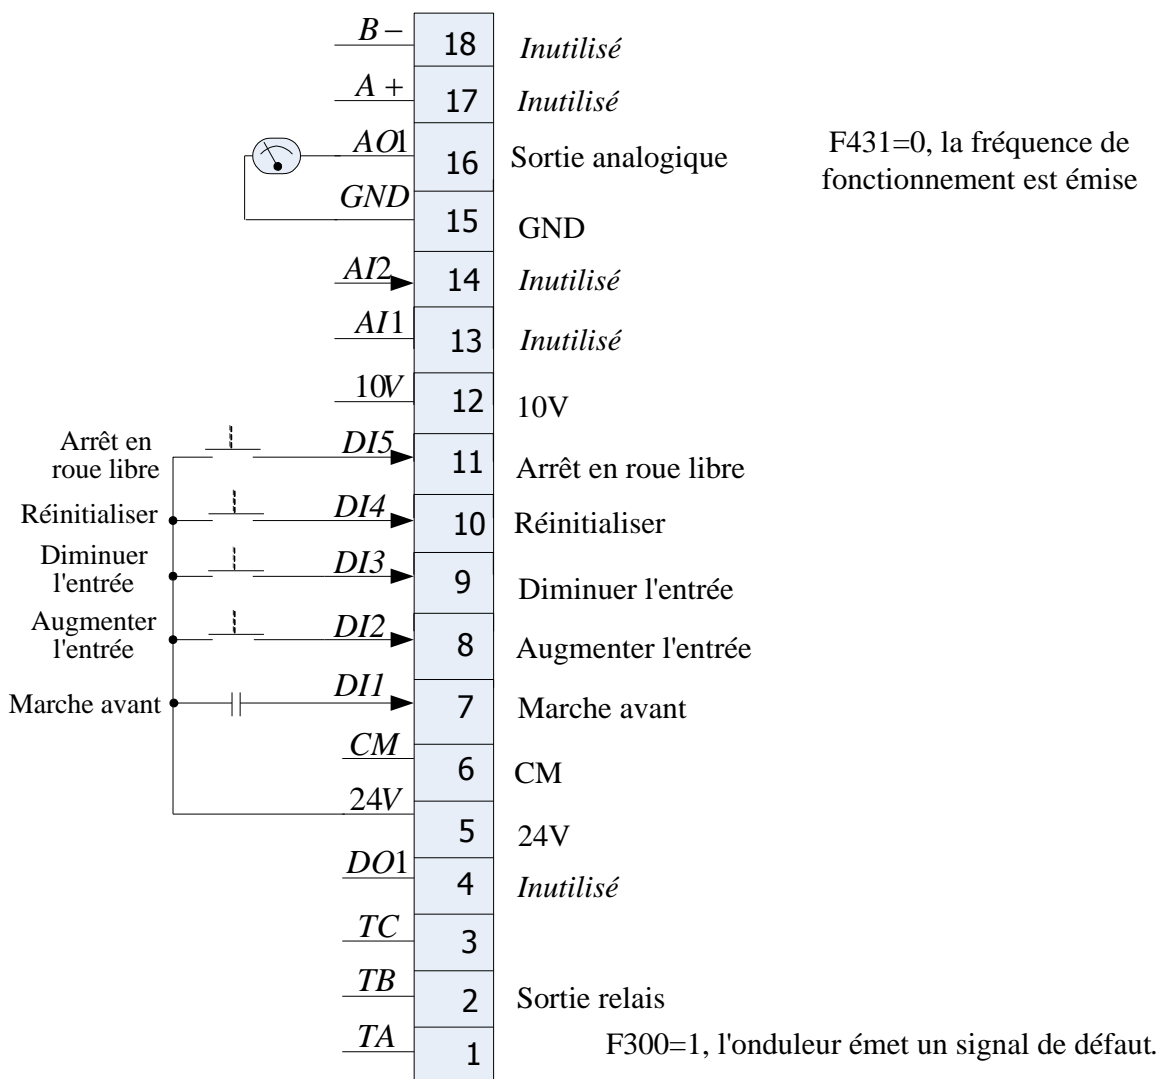 B – 18 Inutilisé
A + 17 Inutilisé
AO1 16 Sortie analogique
F431=0, la fréquence de
fonctionnement est émise
GND 15 GND
AI2 14 Inutilisé
AI1 13 Inutilisé
10V 12 10V
Arrêt en
roue libre
DI5 11 Arrêt en roue libre
Réinitialiser DI4 10 Réinitialiser
Diminuer
l'entrée
DI3 9 Diminuer l'entrée
Augmenter
l'entrée
DI2 8 Augmenter l'entrée
Marche avant DI1 7 Marche avant
CM 6 CM
24V 5 24V
DO1 4 Inutilisé
TC 3
TB 2 Sortie relais
TA 1
F300=1, l'onduleur émet un signal de défaut.